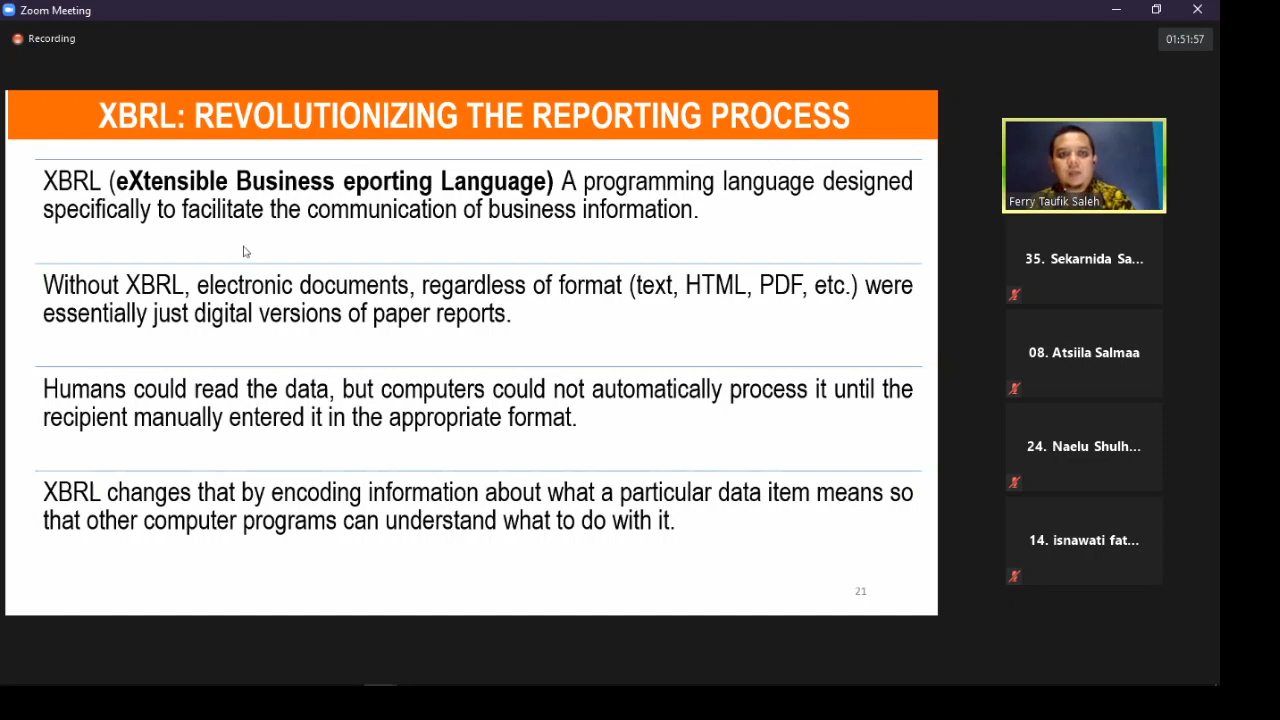 Zoom Meeting
Recording
01:51:57
XBRL: REVOLUTIONIZING THE REPORTING PROCESS
XBRL (eXtensible Business eporting Language) A programming language designed
specifically to facilitate the communication of business information.
Without XBRL, electronic documents, regardless of format (text, HTML, PDF, etc.) were
essentially just digital versions of paper reports.
Humans could read the data, but computers could not automatically process it until the
recipient manually entered it in the appropriate format.
XBRL changes that by encoding information about what a particular data item means so
that other computer programs can understand what to do with it.
21
Ferry Taufik Saleh
35. Sekarnida Sa...
08. Atsiila Salmaa
24. Naelu Shulh...
14. isnawati fat...